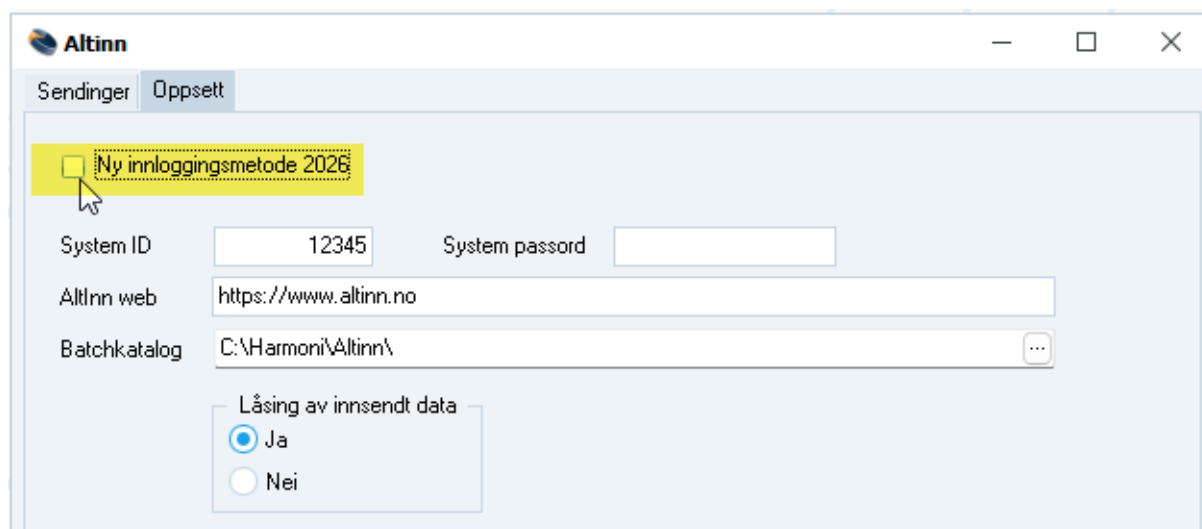 Altinn
Sendinger Oppsett
Ny innloggingsmetode 2026
System ID 12345 System passord
AltInn web https://www.altinn.no
Batchkatalog C:\Harmoni\Altinn\ ...
Låsing av innsendt data
Ja
Nei